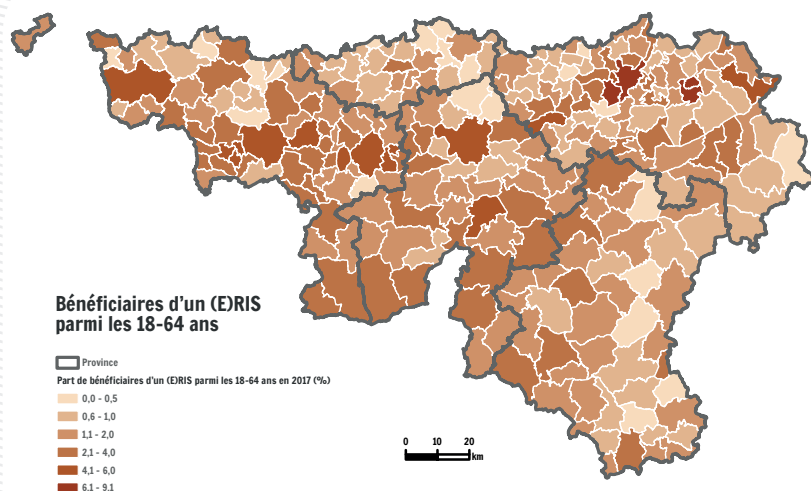 Bénéficiaires d'un (E)RIS
parmi les 18-64 ans
Province
Part de bénéficiaires d'un (E)RIS parmi les 18-64 ans en 2017 (%)
0,0 - 0,5
0,6 - 1,0
1,1 - 2,0
2,1 - 4,0
4,1 - 6,0
6,1 - 9,1
0 10 20
km